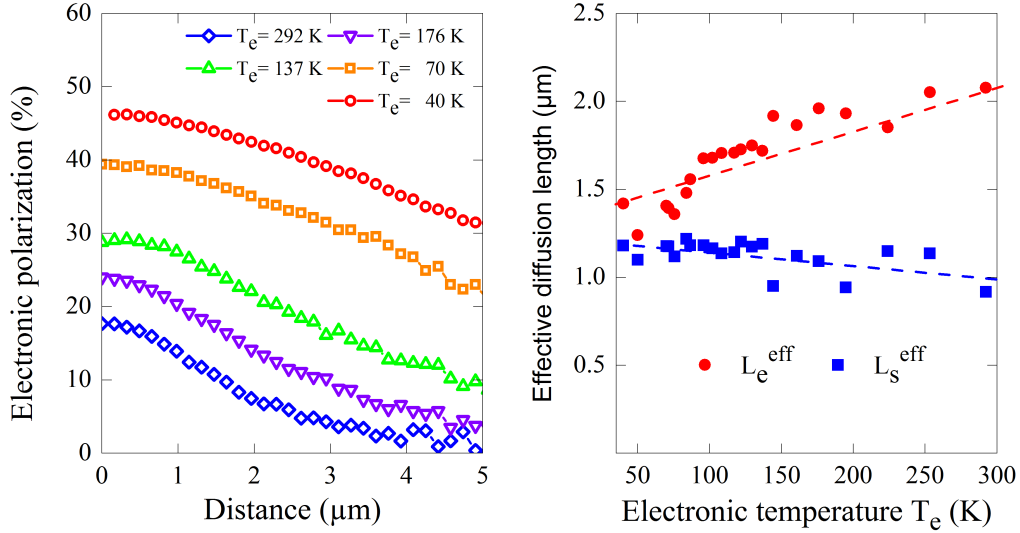 Electronic polarization (%)
60
50
40
30
20
10
0
Tₑ= 292 K
Tₑ= 176 K
Tₑ= 137 K
Tₑ= 70 K
Tₑ= 40 K
0 1 2 3 4 5
Distance (μm)
Effective diffusion length (μm)
2.5
2.0
1.5
1.0
0.5
Lₑᵉᶠᶠ
Lₛᵉᶠᶠ
50 100 150 200 250 300
Electronic temperature Tₑ (K)